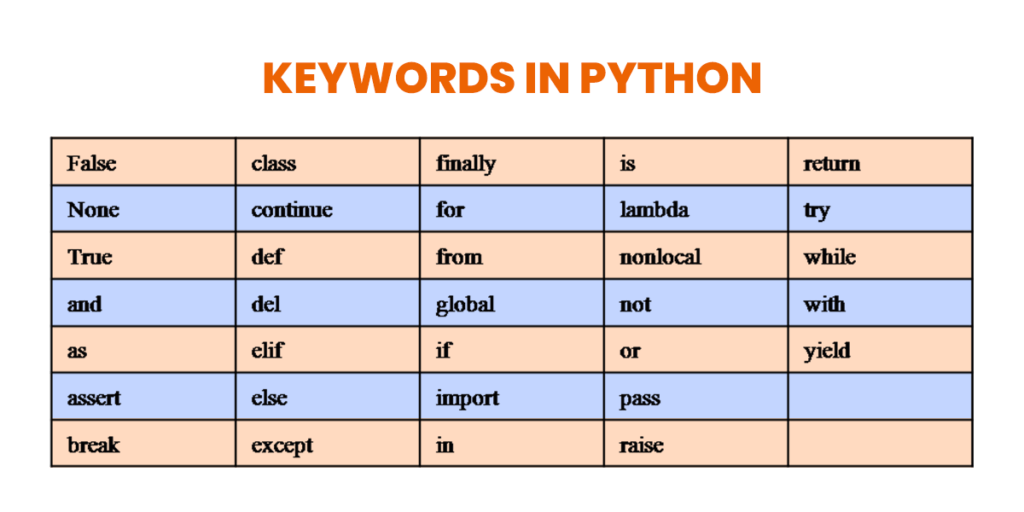 KEYWORDS IN PYTHON
False class finally is return
None continue for lambda try
True def from nonlocal while
and del global not with
as elif if or yield
assert else import pass
break except in raise